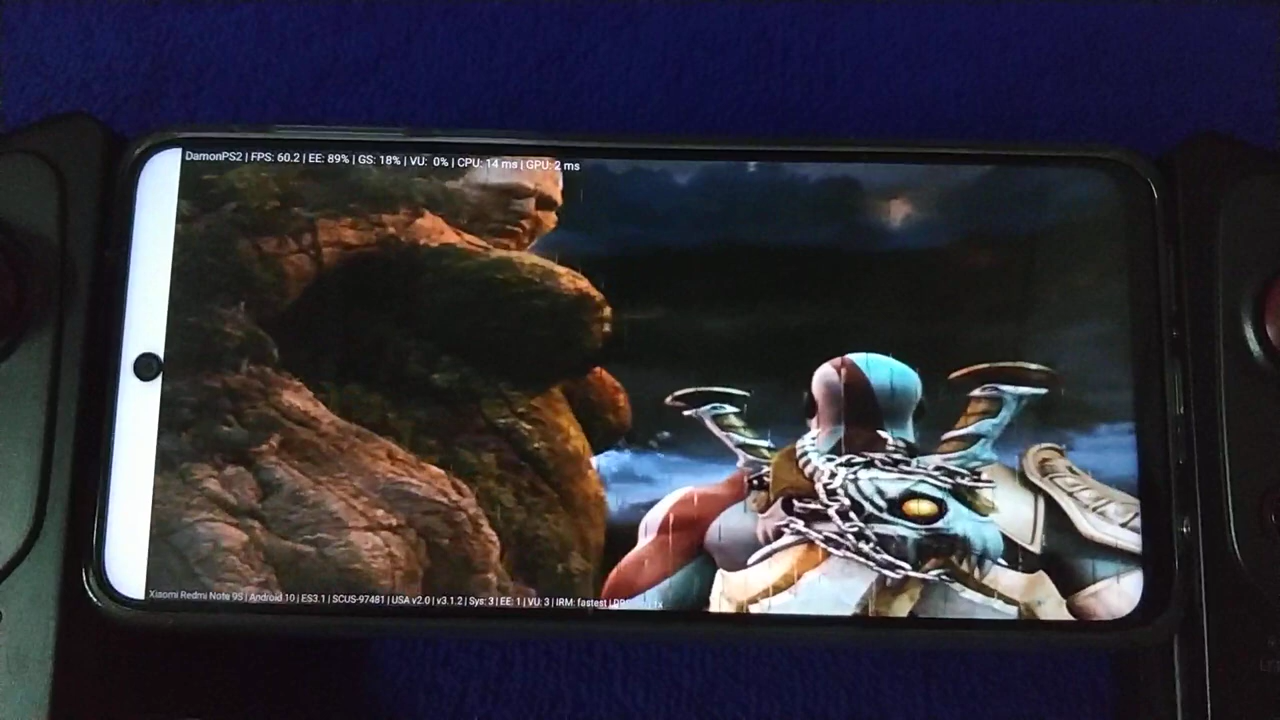 DamonPS2 | FPS: 60.2 | EE: 89% | GS: 18% | VU: 0% | CPU: 14 ms | GPU: 2 ms
Xiaomi Redmi Note 9S | Android 10 | ES3.1 | SCUS-97481 | USA v2.0 | v3.1.2 | Sys: 3 | EE: 1 | VU: 3 | IRM: fastest |